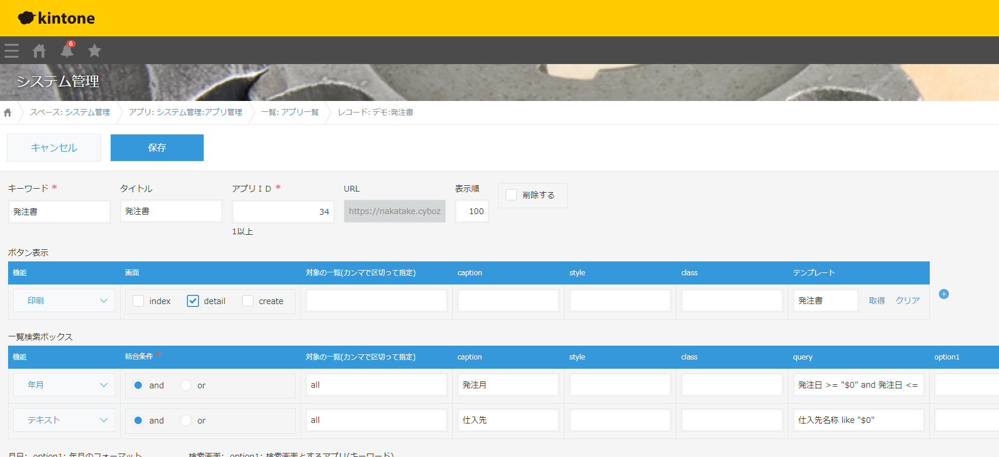 kintone
6
システム管理
スペース: システム管理 アプリ: システム管理:アプリ管理 一覧: アプリ一覧 レコード: デモ:発注書
キャンセル 保存
キーワード * タイトル アプリＩＤ * URL 表示順
発注書 発注書 34 https://nakatake.cyboz 100 削除する
1以上
ボタン表示
機能 画面 対象の一覧(カンマで区切って指定) caption style class テンプレート
印刷 index detail create 発注書 取得 クリア
一覧検索ボックス
機能 結合条件 * 対象の一覧(カンマで区切って指定) caption style class query option1
年月 and or all 発注月 発注日 >= "$0" and 発注日 <=
テキスト and or all 仕入先 仕入先名称 like "$0"
月日: option1: 年月のフォーマット 検索画面: option1: 検索画面とするアプリ(キーワード)